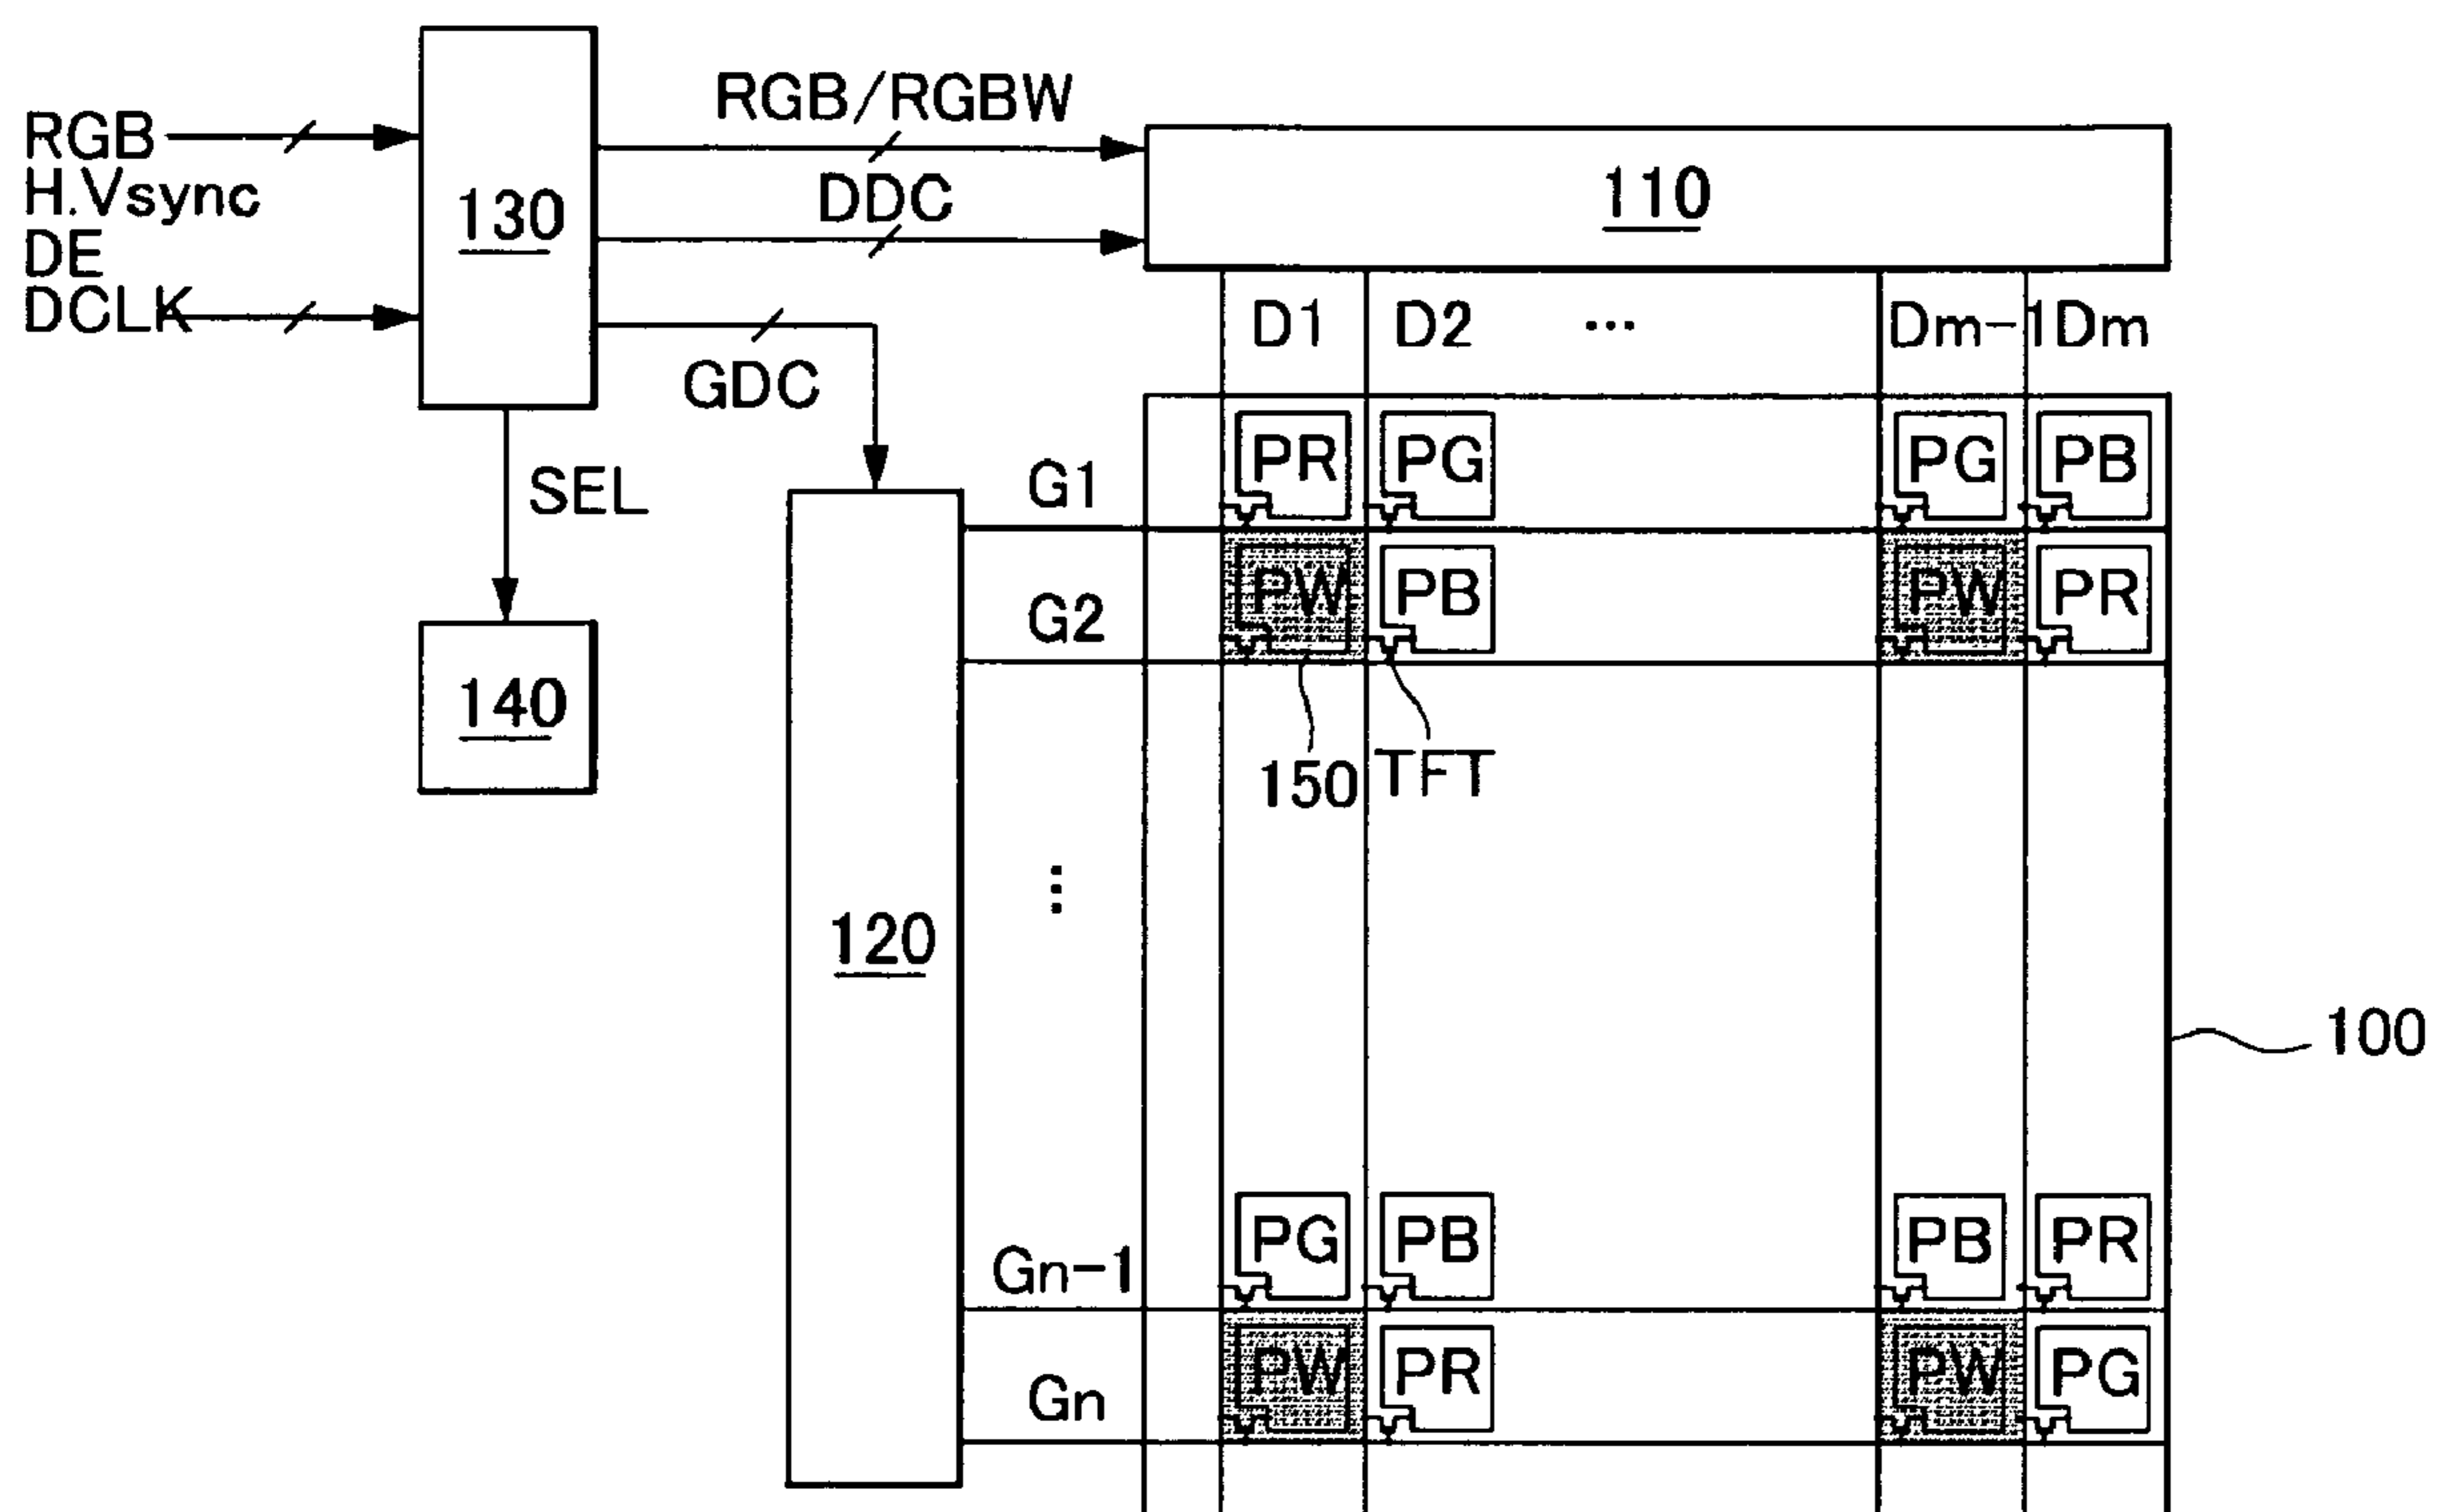 RGB
H.Vsync
DE
DCLK
130
RGB/RGBW
DDC
GDC
SEL
140
110
D1 D2 ... Dm-1 Dm
120
G1 PR PG PG PB
G2 PW PB PW PR
150 TFT
⋮
100
Gn-1 PG PB PB PR
Gn PW PR PW PG